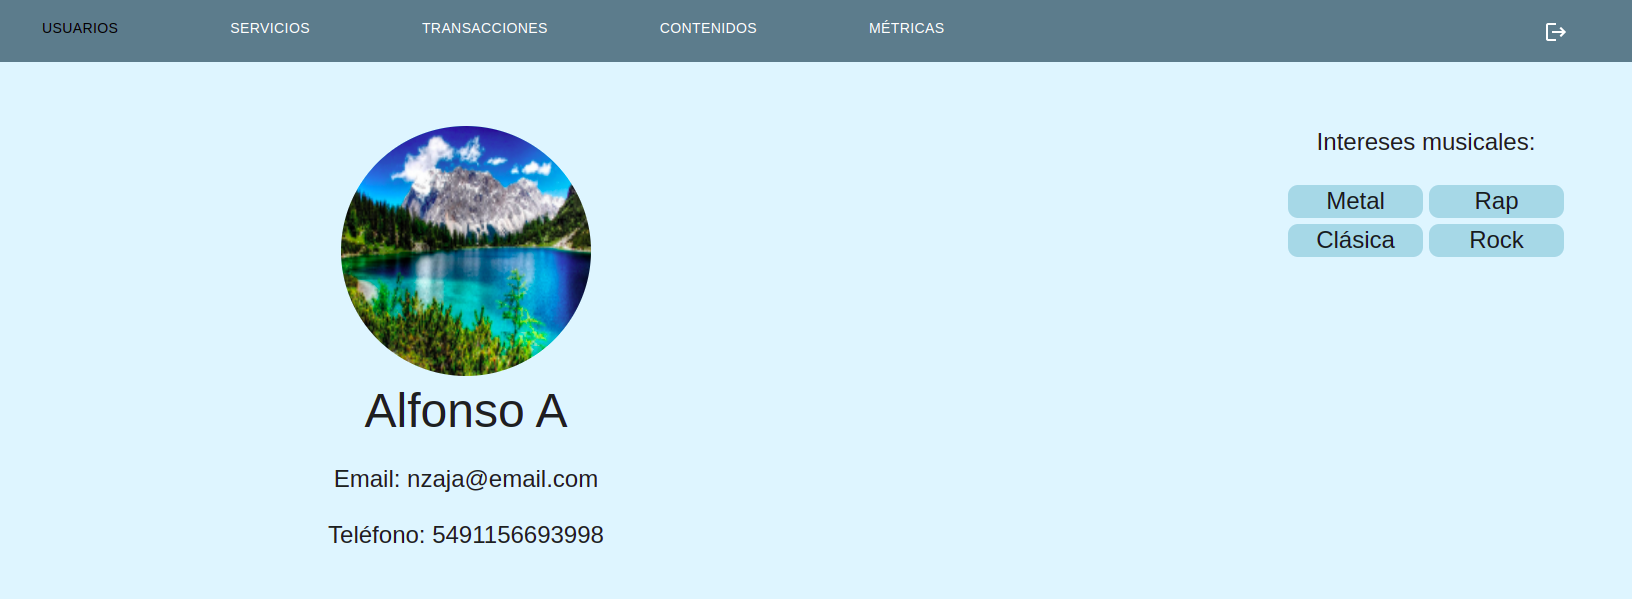 USUARIOS SERVICIOS TRANSACCIONES CONTENIDOS MÉTRICAS
Alfonso A
Email: nzaja@email.com
Teléfono: 5491156693998
Intereses musicales:
Metal Rap
Clásica Rock